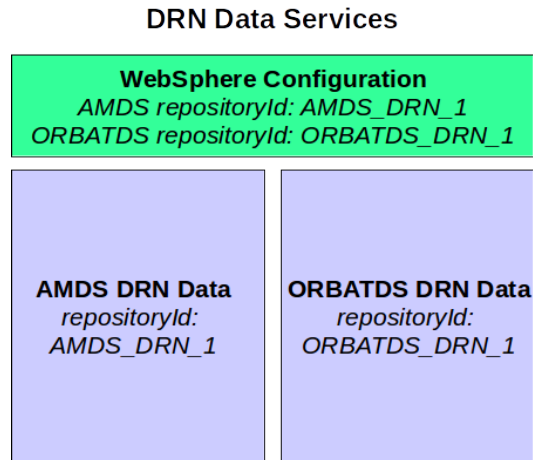 DRN Data Services
WebSphere Configuration
AMDS repositoryId: AMDS_DRN_1
ORBATDS repositoryId: ORBATDS_DRN_1
AMDS DRN Data
repositoryId:
AMDS_DRN_1
ORBATDS DRN Data
repositoryId:
ORBATDS_DRN_1